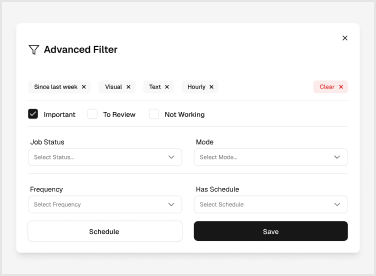 Advanced Filter
Since last week Visual Text Hourly Clear
Important To Review Not Working
Job Status Mode
Select Status... Select Mode...
Frequency Has Schedule
Select Frequency Select Schedule
Schedule Save